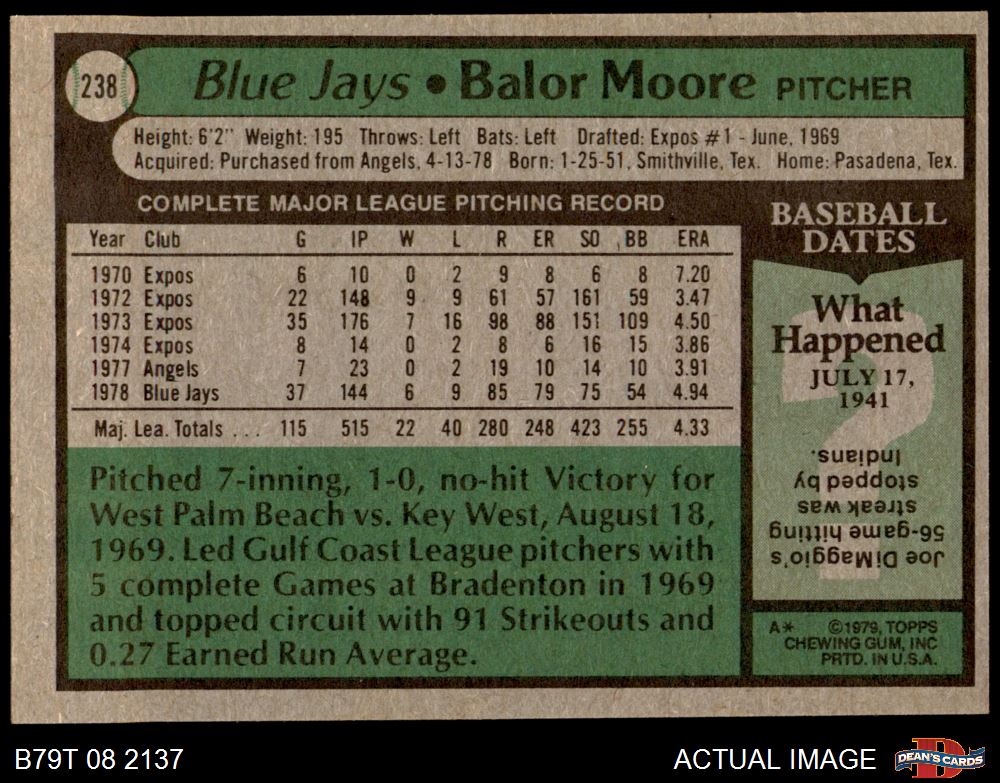 238
Blue Jays • Balor Moore PITCHER
Height: 6'2" Weight: 195 Throws: Left Bats: Left Drafted: Expos #1 - June, 1969
Acquired: Purchased from Angels, 4-13-78 Born: 1-25-51, Smithville, Tex. Home: Pasadena, Tex.
COMPLETE MAJOR LEAGUE PITCHING RECORD
Year Club G IP W L R ER SO BB ERA
1970 Expos 6 10 0 2 9 8 6 8 7.20
1972 Expos 22 148 9 9 61 57 161 59 3.47
1973 Expos 35 176 7 16 98 88 151 109 4.50
1974 Expos 8 14 0 2 8 6 16 15 3.86
1977 Angels 7 23 0 2 19 10 14 10 3.91
1978 Blue Jays 37 144 6 9 85 79 75 54 4.94
Maj. Lea. Totals ... 115 515 22 40 280 248 423 255 4.33
Pitched 7-inning, 1-0, no-hit Victory for
West Palm Beach vs. Key West, August 18,
1969. Led Gulf Coast League pitchers with
5 complete Games at Bradenton in 1969
and topped circuit with 91 Strikeouts and
0.27 Earned Run Average.
BASEBALL
DATES
What
Happened
JULY 17,
1941
?
Joe DiMaggio's
56-game hitting
streak was
stopped by
Indians.
A* ©1979, TOPPS
CHEWING GUM, INC
PRTD. IN U.S.A.
B79T 08 2137
ACTUAL IMAGE
D
DEAN'S CARDS